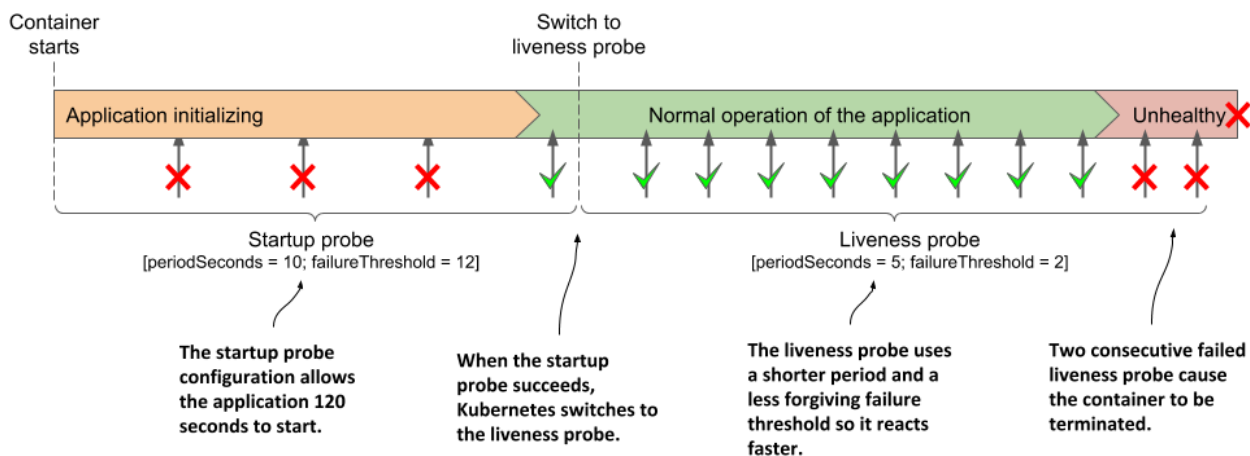 Container
starts
Switch to
liveness probe
Application initializing
Normal operation of the application
Unhealthy
Startup probe
[periodSeconds = 10; failureThreshold = 12]
Liveness probe
[periodSeconds = 5; failureThreshold = 2]
The startup probe
configuration allows
the application 120
seconds to start.
When the startup
probe succeeds,
Kubernetes switches to
the liveness probe.
The liveness probe uses
a shorter period and a
less forgiving failure
threshold so it reacts
faster.
Two consecutive failed
liveness probe cause
the container to be
terminated.